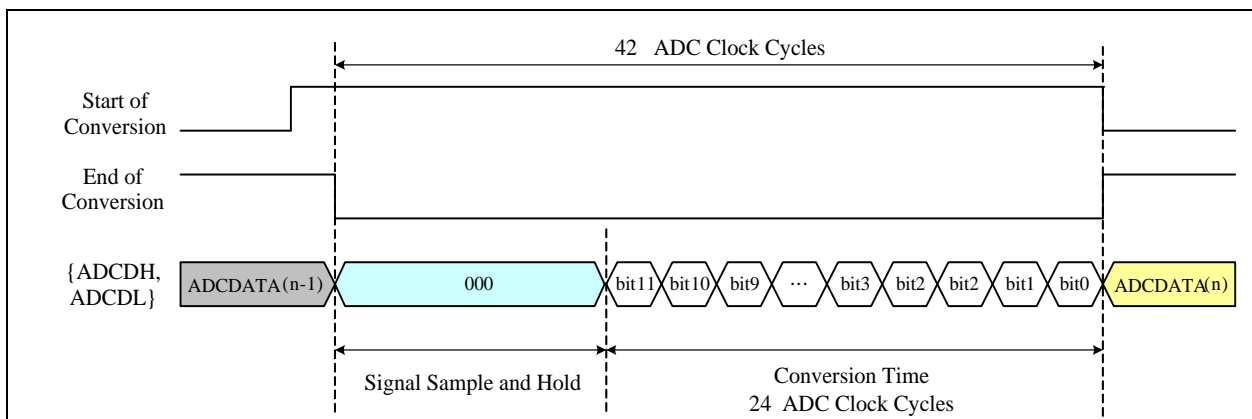 42 ADC Clock Cycles
Start of
Conversion
End of
Conversion
{ADCDH,
ADCDL}
ADCDATA(n-1)
000
bit11
bit10
bit9
...
bit3
bit2
bit2
bit1
bit0
ADCDATA(n)
Signal Sample and Hold
Conversion Time
24 ADC Clock Cycles